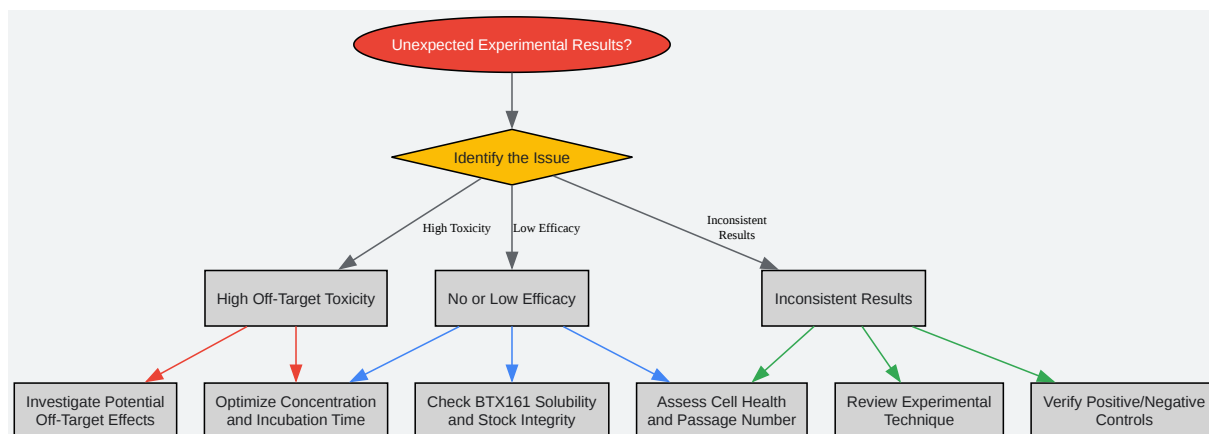 Unexpected Experimental Results?
Identify the Issue
High Toxicity
Low Efficacy
Inconsistent
Results
High Off-Target Toxicity
No or Low Efficacy
Inconsistent Results
Investigate Potential
Off-Target Effects
Optimize Concentration
and Incubation Time
Check BTX161 Solubility
and Stock Integrity
Assess Cell Health
and Passage Number
Review Experimental
Technique
Verify Positive/Negative
Controls